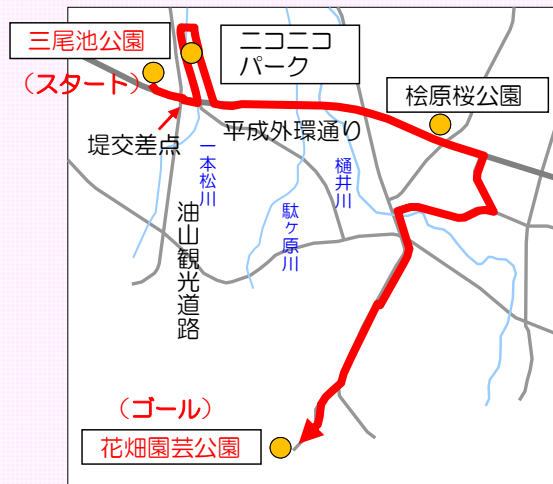 三尾池公園
(スタート)
ニコニコ
パーク
桧原桜公園
堤交差点
平成外環通り
一本松川
樋井川
油山観光道路
駄ヶ原川
(ゴール)
花畑園芸公園